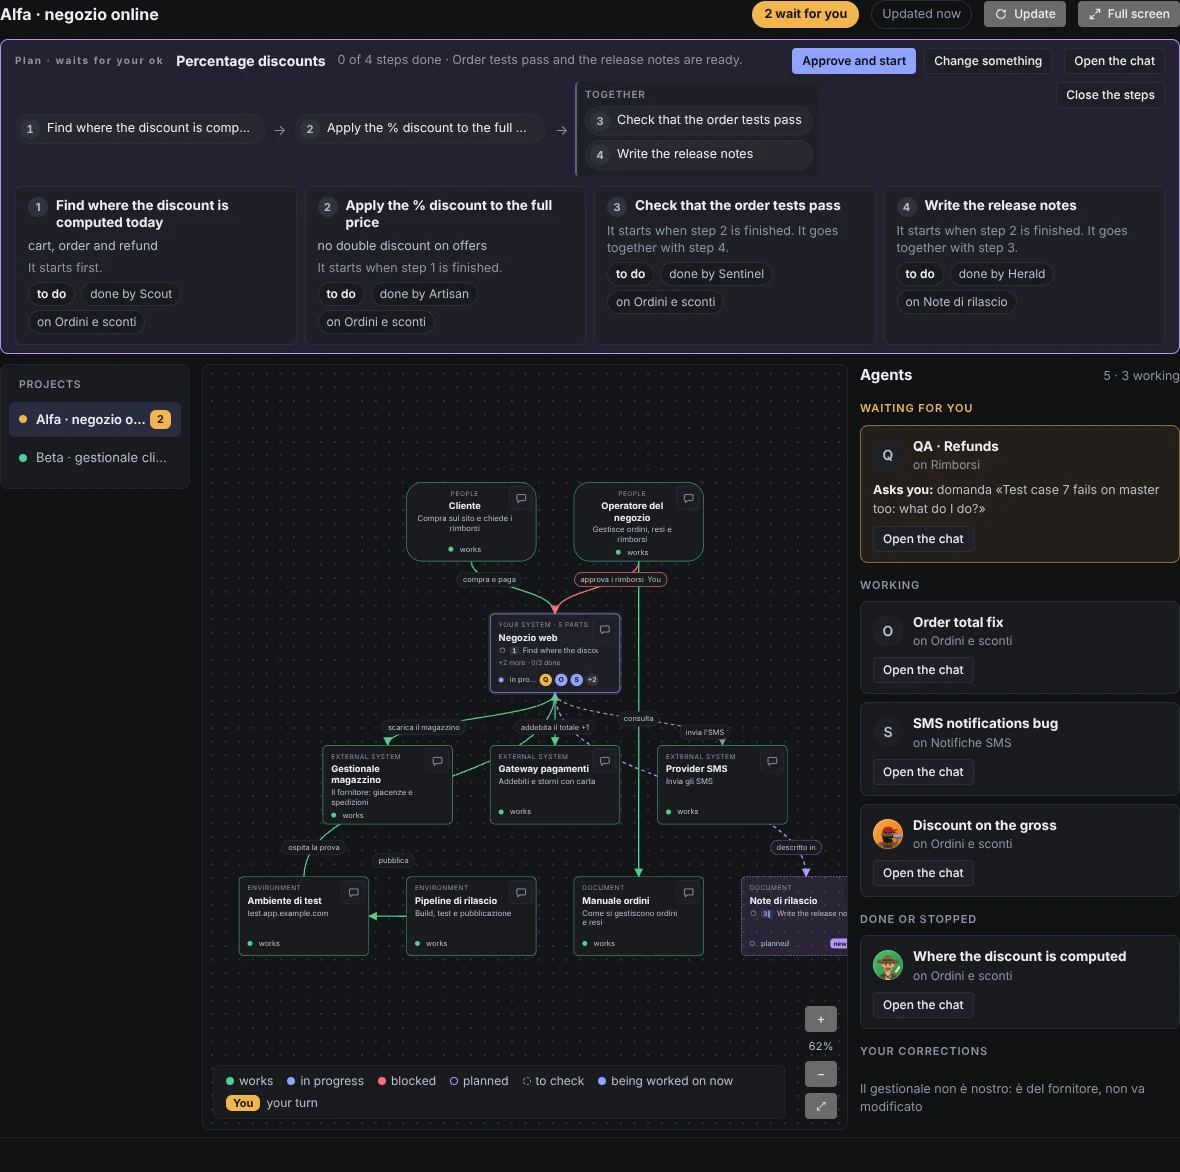 Alfa · negozio online
2 wait for you
Updated now
Update
Full screen
Plan · waits for your ok
Percentage discounts
0 of 4 steps done · Order tests pass and the release notes are ready.
Approve and start
Change something
Open the chat
Close the steps
1 Find where the discount is comp...
→
2 Apply the % discount to the full ...
→
TOGETHER
3 Check that the order tests pass
4 Write the release notes
1 Find where the discount is
computed today
cart, order and refund
It starts first.
to do
done by Scout
on Ordini e sconti
2 Apply the % discount to the full
price
no double discount on offers
It starts when step 1 is finished.
to do
done by Artisan
on Ordini e sconti
3 Check that the order tests pass
It starts when step 2 is finished. It goes
together with step 4.
to do
done by Sentinel
on Ordini e sconti
4 Write the release notes
It starts when step 2 is finished. It goes
together with step 3.
to do
done by Herald
on Note di rilascio
PROJECTS
Alfa · negozio o... 2
Beta · gestionale cli...
PEOPLE
Cliente
Compra sul sito e chiede i
rimborsi
works
PEOPLE
Operatore del
negozio
Gestisce ordini, resi e
rimborsi
works
compra e paga
approva i rimborsi You
YOUR SYSTEM · 5 PARTS
Negozio web
1 Find where the discou
+2 more · 0/3 done
in pro... Q O S +2
scarica il magazzino
addebita il totale +1
consulta
invia l'SMS
EXTERNAL SYSTEM
Gestionale
magazzino
Il fornitore: giacenze e
spedizioni
works
EXTERNAL SYSTEM
Gateway pagamenti
Addebiti e storni con carta
works
EXTERNAL SYSTEM
Provider SMS
Invia gli SMS
works
ospita la prova
pubblica
descritto in
ENVIRONMENT
Ambiente di test
test.app.example.com
works
ENVIRONMENT
Pipeline di rilascio
Build, test e pubblicazione
works
DOCUMENT
Manuale ordini
Come si gestiscono ordini
e resi
works
DOCUMENT
Note di rilascio
Write the release no
planned
new
+
62%
−
works
in progress
blocked
planned
to check
being worked on now
You your turn
Agents
5 · 3 working
WAITING FOR YOU
Q
QA · Refunds
on Rimborsi
Asks you: domanda «Test case 7 fails on master
too: what do I do?»
Open the chat
WORKING
O
Order total fix
on Ordini e sconti
Open the chat
S
SMS notifications bug
on Notifiche SMS
Open the chat
Discount on the gross
on Ordini e sconti
Open the chat
DONE OR STOPPED
Where the discount is computed
on Ordini e sconti
Open the chat
YOUR CORRECTIONS
Il gestionale non è nostro: è del fornitore, non va
modificato